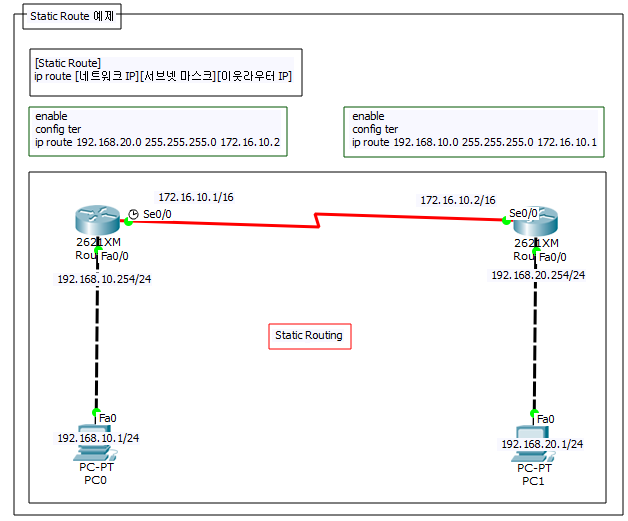 Static Route 예제
[Static Route]
ip route [네트워크 IP][서브넷 마스크][이웃라우터 IP]
enable
config ter
ip route 192.168.20.0 255.255.255.0 172.16.10.2
enable
config ter
ip route 192.168.10.0 255.255.255.0 172.16.10.1
172.16.10.1/16
172.16.10.2/16
Se0/0
Se0/0
2621XM
Rou
Fa0/0
2621XM
Rou
Fa0/0
192.168.10.254/24
192.168.20.254/24
Static Routing
Fa0
Fa0
192.168.10.1/24
192.168.20.1/24
PC-PT
PC0
PC-PT
PC1